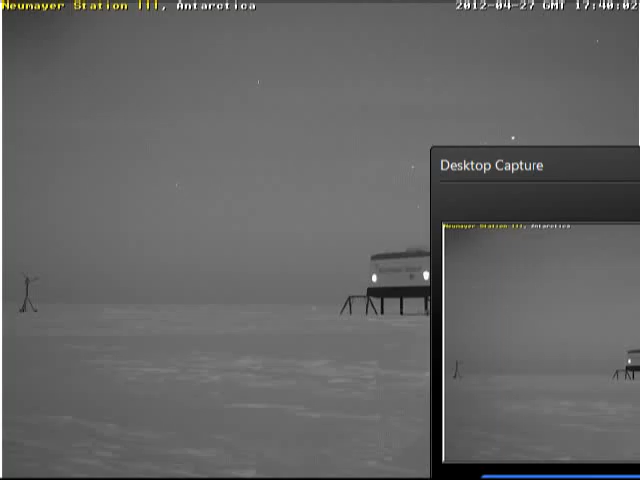 Neumayer Station III, Antarctica 2012-04-27 GMT 17:40:02
Desktop Capture
Neumayer Station III, Antarctica